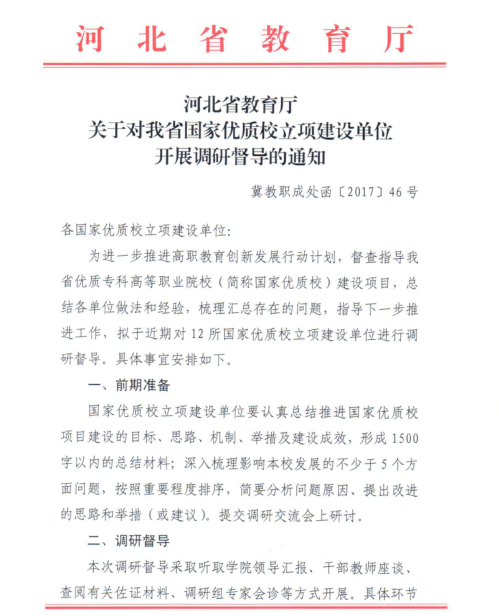 河北省教育厅
河北省教育厅
关于对我省国家优质校立项建设单位
开展调研督导的通知
冀教职成处函〔2017〕46 号
各国家优质校立项建设单位:
为进一步推进高职教育创新发展行动计划，督查指导我
省优质专科高等职业院校（简称国家优质校）建设项目，总
结各单位做法和经验，梳理汇总存在的问题，指导下一步推
进工作，拟于近期对 12 所国家优质校立项建设单位进行调
研督导。具体事宜安排如下。
一、前期准备
国家优质校立项建设单位要认真总结推进国家优质校
项目建设的目标、思路、机制、举措及建设成效，形成 1500
字以内的总结材料；深入梳理影响本校发展的不少于 5 个方
面问题，按照重要程度排序，简要分析问题原因、提出改进
的思路和举措（或建议）。提交调研交流会上研讨。
二、调研督导
本次调研督导采取听取学院领导汇报、干部教师座谈、
查阅有关佐证材料、调研组专家会诊等方式开展。具体环节